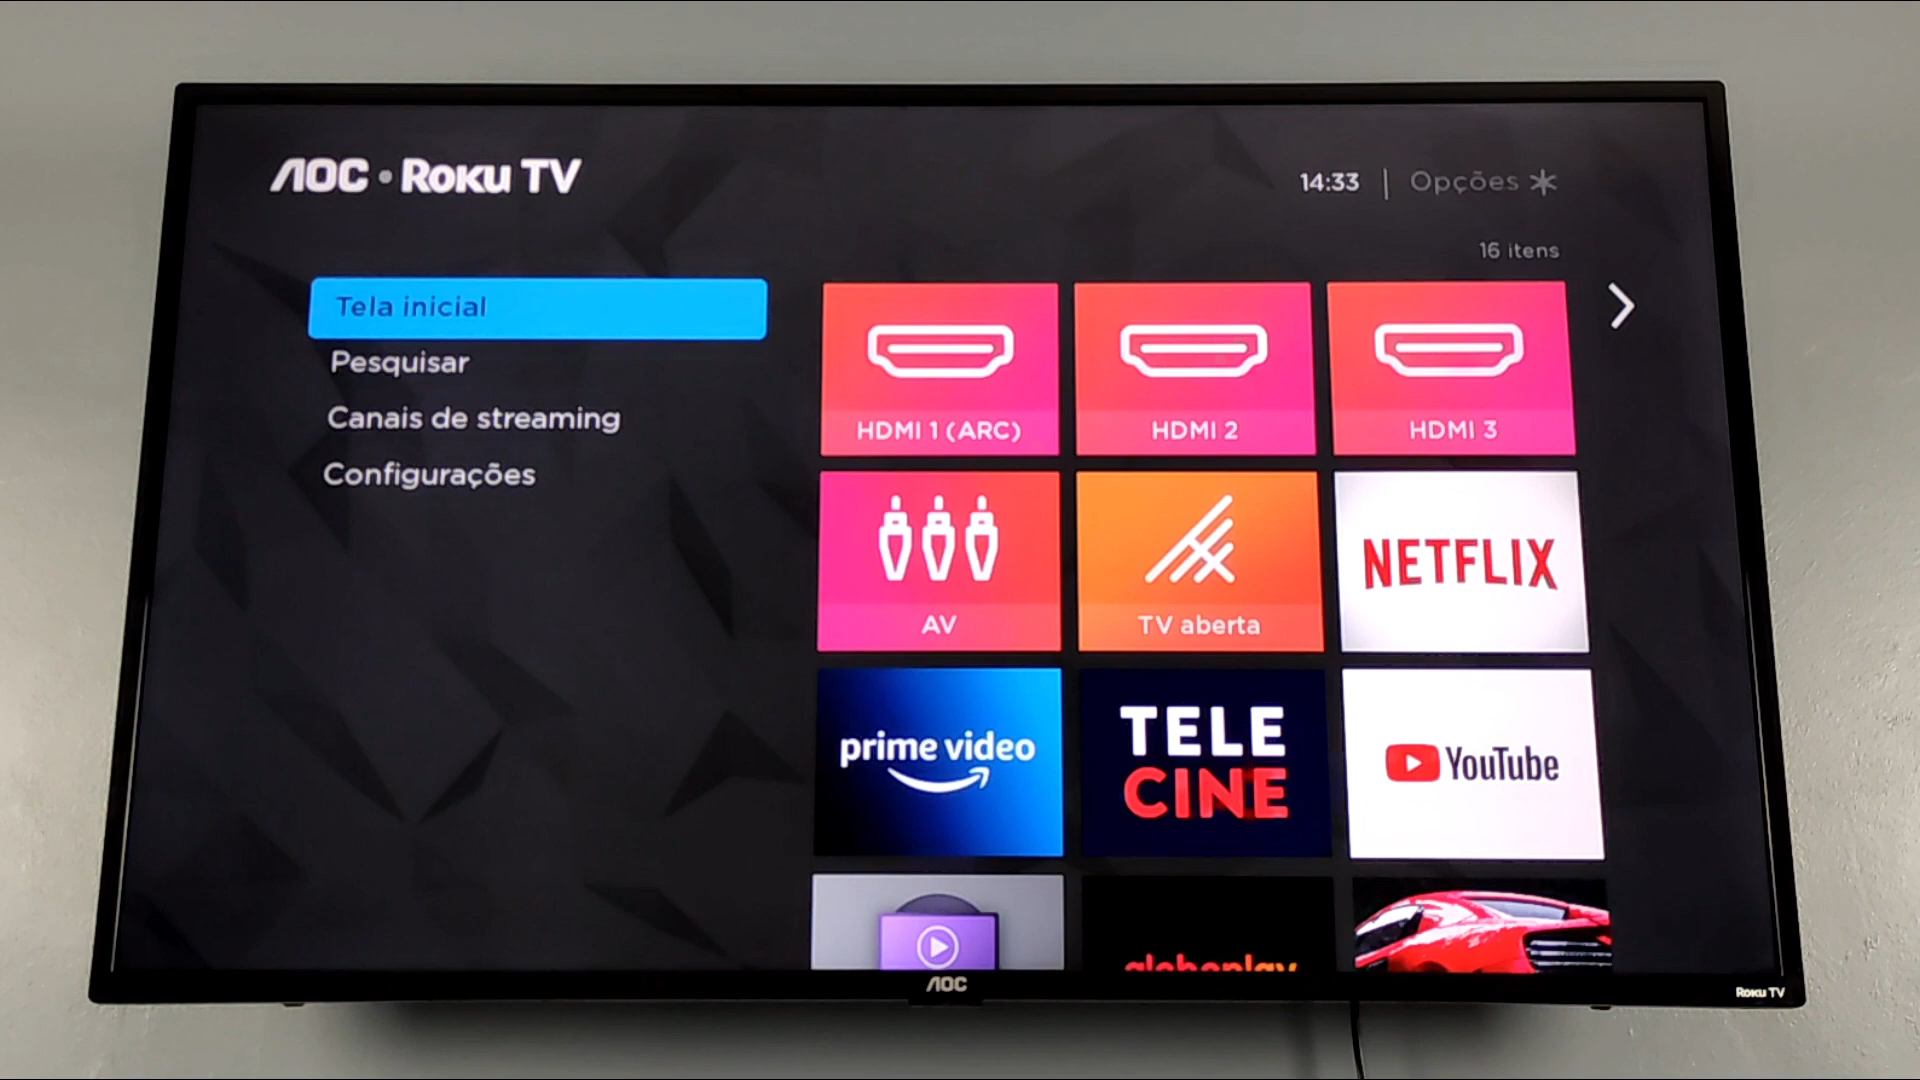 AOC • Roku TV
14:33 | Opções
16 itens
Tela inicial
Pesquisar
Canais de streaming
Configurações
HDMI 1 (ARC)
HDMI 2
HDMI 3
AV
TV aberta
NETFLIX
prime video
TELE
CINE
YouTube
globoplay
AOC
Roku TV